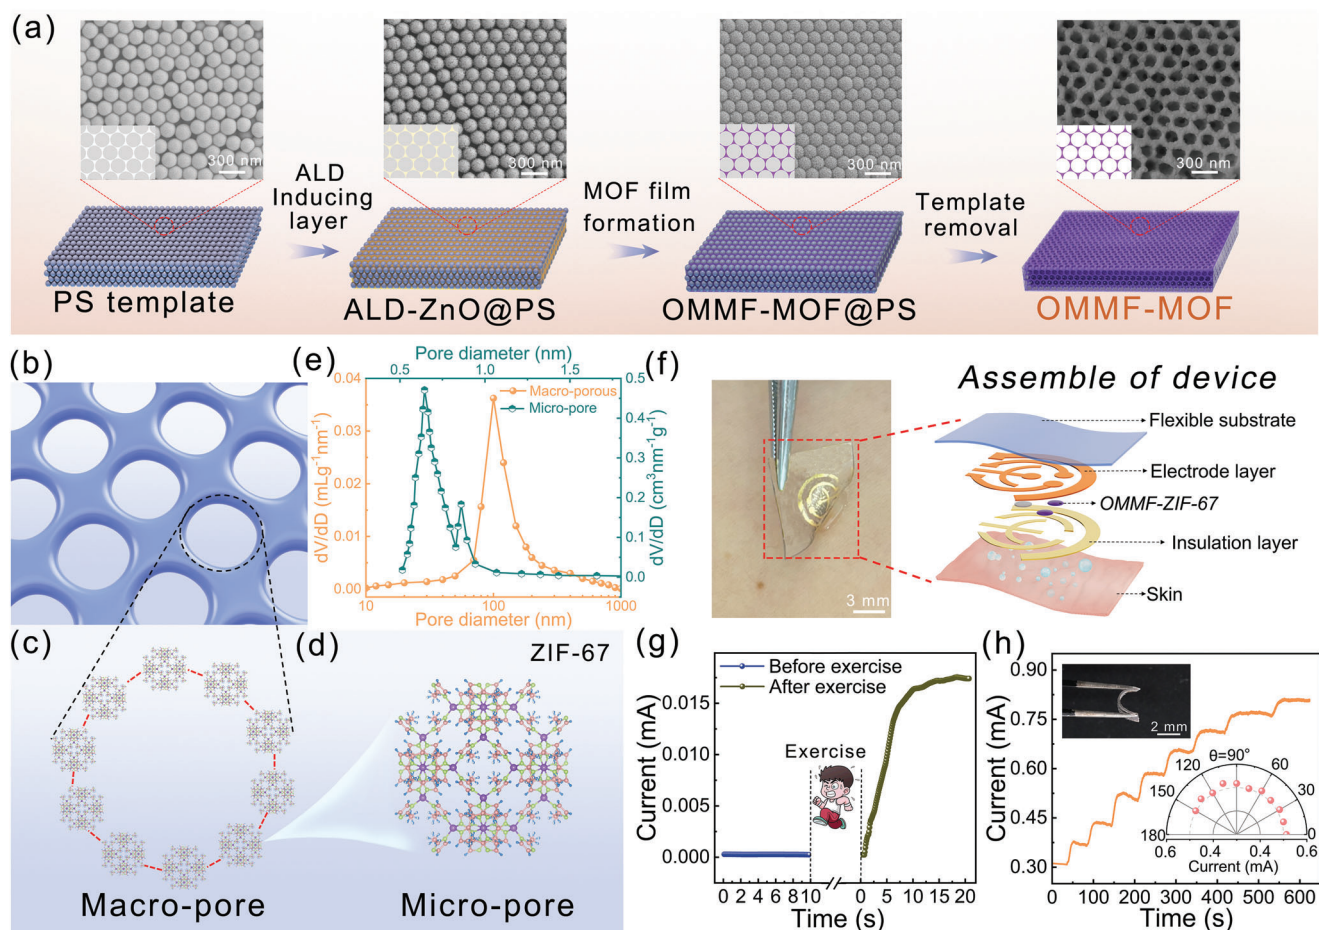 (a)
300 nm
300 nm
300 nm
300 nm
ALD
Inducing
layer
MOF film
formation
Template
removal
PS template
ALD-ZnO@PS
OMMF-MOF@PS
OMMF-MOF
(b)
(e)
Pore diameter (nm)
0.5 1.0 1.5
0.04
0.03
0.02
0.01
0.00
dV/dD (mLg⁻¹nm⁻¹)
Macro-porous
Micro-pore
0.5
0.4
0.3
0.2
0.1
0.0
dV/dD (cm³nm⁻¹g⁻¹)
10 100 1000
Pore diameter (nm)
(f)
3 mm
Assemble of device
Flexible substrate
Electrode layer
OMMF-ZIF-67
Insulation layer
Skin
(c)
Macro-pore
(d)
ZIF-67
Micro-pore
(g)
Before exercise
After exercise
Exercise
0.015
0.010
0.005
0.000
Current (mA)
0 2 4 6 8 10 0 5 10 15 20
Time (s)
(h)
0.90
0.75
0.60
0.45
0.30
Current (mA)
2 mm
θ=90°
120 60
150 30
180 0
0.6 0.4 0.4 0.6
Current (mA)
0 100 200 300 400 500 600
Time (s)